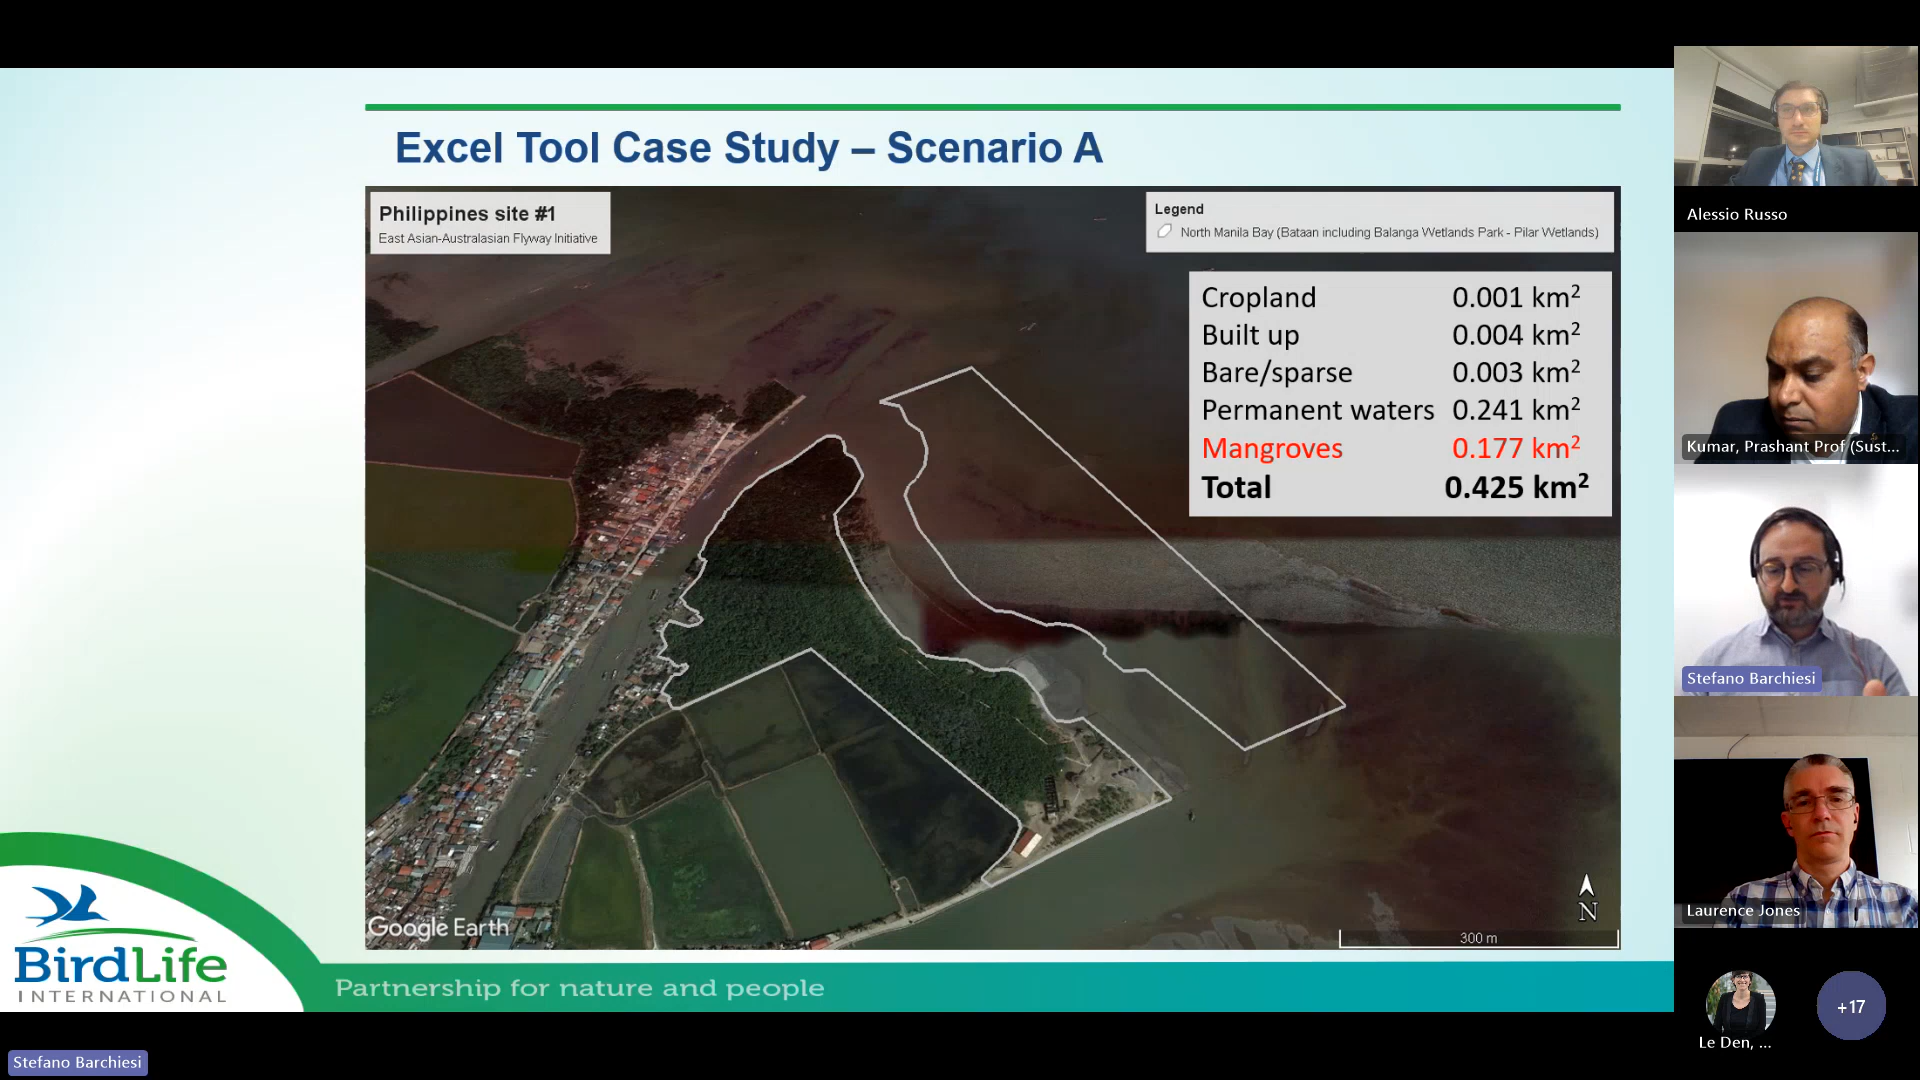 Excel Tool Case Study – Scenario A
Philippines site #1
East Asian-Australasian Flyway Initiative
Legend
North Manila Bay (Bataan including Balanga Wetlands Park - Pilar Wetlands)
Cropland 0.001 km²
Built up 0.004 km²
Bare/sparse 0.003 km²
Permanent waters 0.241 km²
Mangroves 0.177 km²
Total 0.425 km²
Google Earth
N
300 m
BirdLife
INTERNATIONAL
Partnership for nature and people
Stefano Barchiesi
Alessio Russo
Kumar, Prashant Prof (Sust...
Stefano Barchiesi
Laurence Jones
Le Den, ...
+17